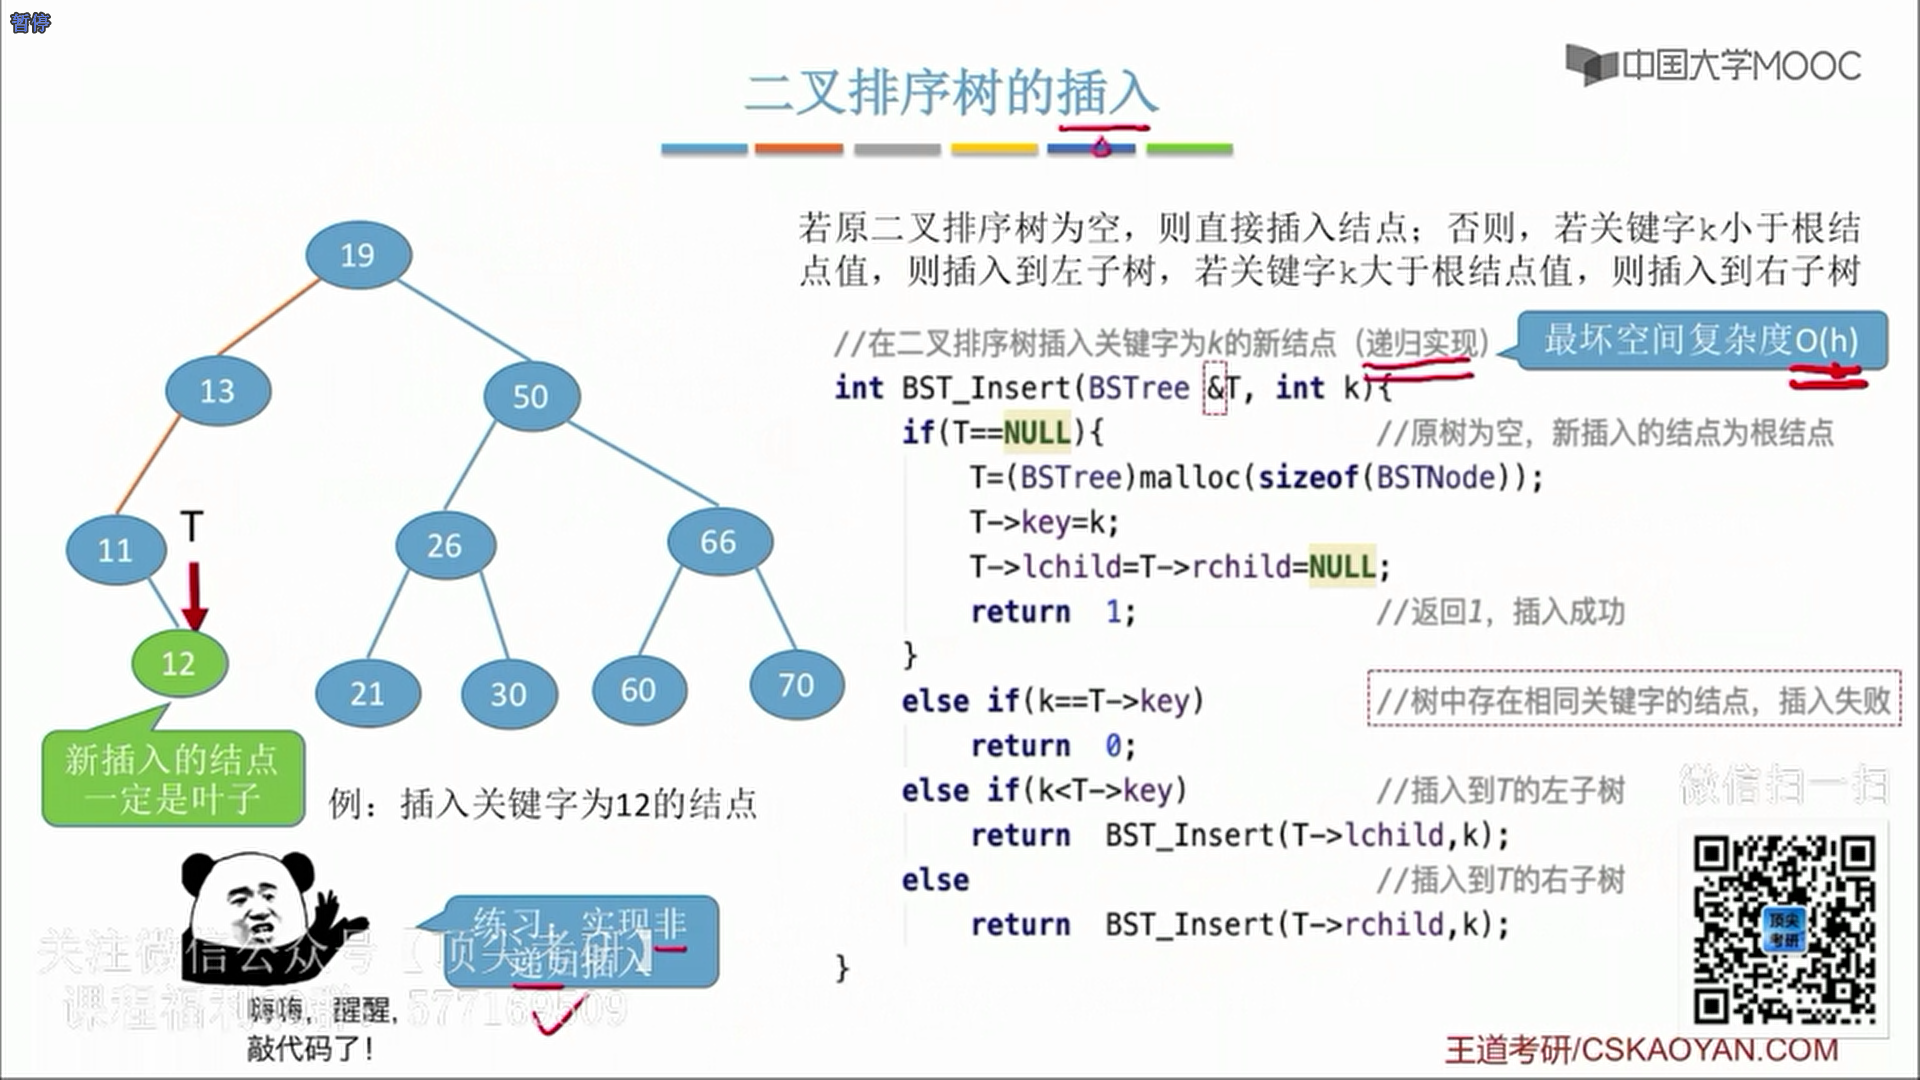 暂停
中国大学MOOC
二叉排序树的插入
若原二叉排序树为空，则直接插入结点；否则，若关键字k小于根结
点值，则插入到左子树，若关键字k大于根结点值，则插入到右子树
19
13
50
11
T
26
66
12
21
30
60
70
新插入的结点
一定是叶子
例：插入关键字为12的结点
//在二叉排序树插入关键字为k的新结点（递归实现）
最坏空间复杂度O(h)
int BST_Insert(BSTree &T, int k){
if(T==NULL){ //原树为空，新插入的结点为根结点
T=(BSTree)malloc(sizeof(BSTNode));
T->key=k;
T->lchild=T->rchild=NULL;
return 1; //返回1，插入成功
}
else if(k==T->key) //树中存在相同关键字的结点，插入失败
return 0;
else if(k<T->key) //插入到T的左子树
return BST_Insert(T->lchild,k);
else //插入到T的右子树
return BST_Insert(T->rchild,k);
}
练习：实现非
递归插入
关注微信公众号【顶尖考研】
课程福利QQ群：577169509
嗨嗨，醒醒，
敲代码了！
微信扫一扫
顶尖
考研
王道考研/CSKAOYAN.COM